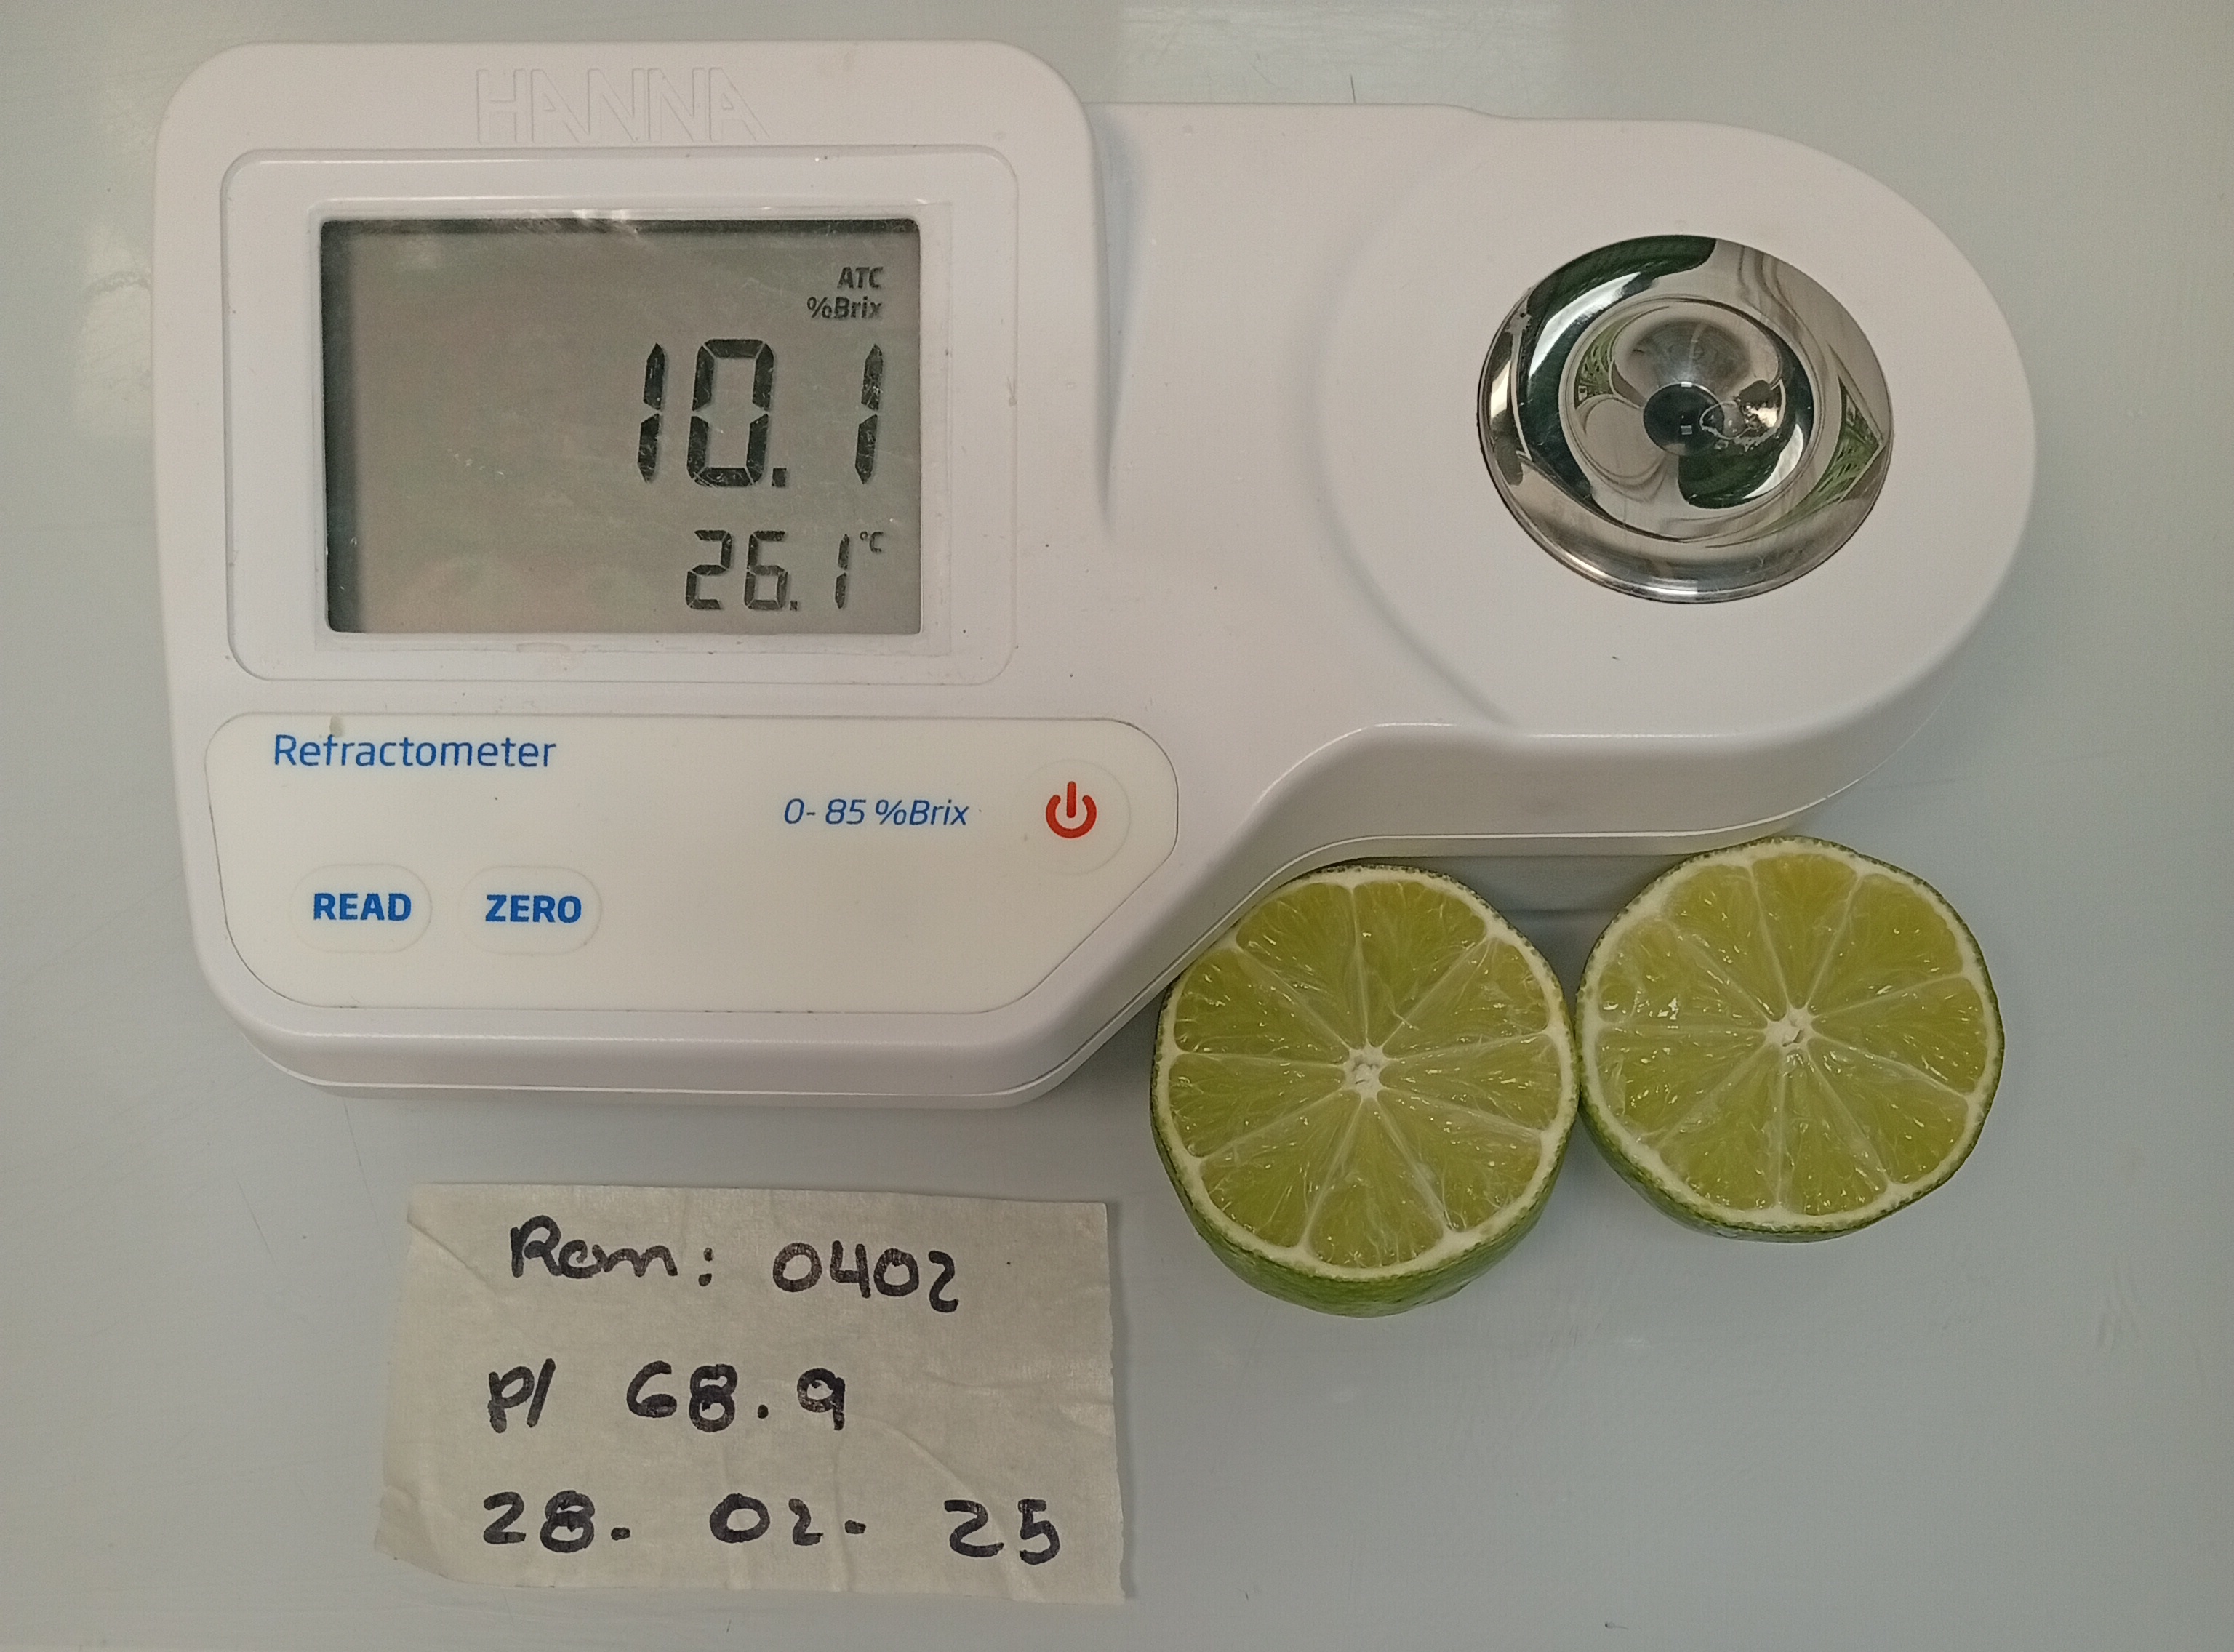 HANNA
ATC
%Brix
10.1
26.1 °C
Refractometer
0-85 %Brix
READ ZERO
Rem: 0402
P/ 68.9
28. 02. 25